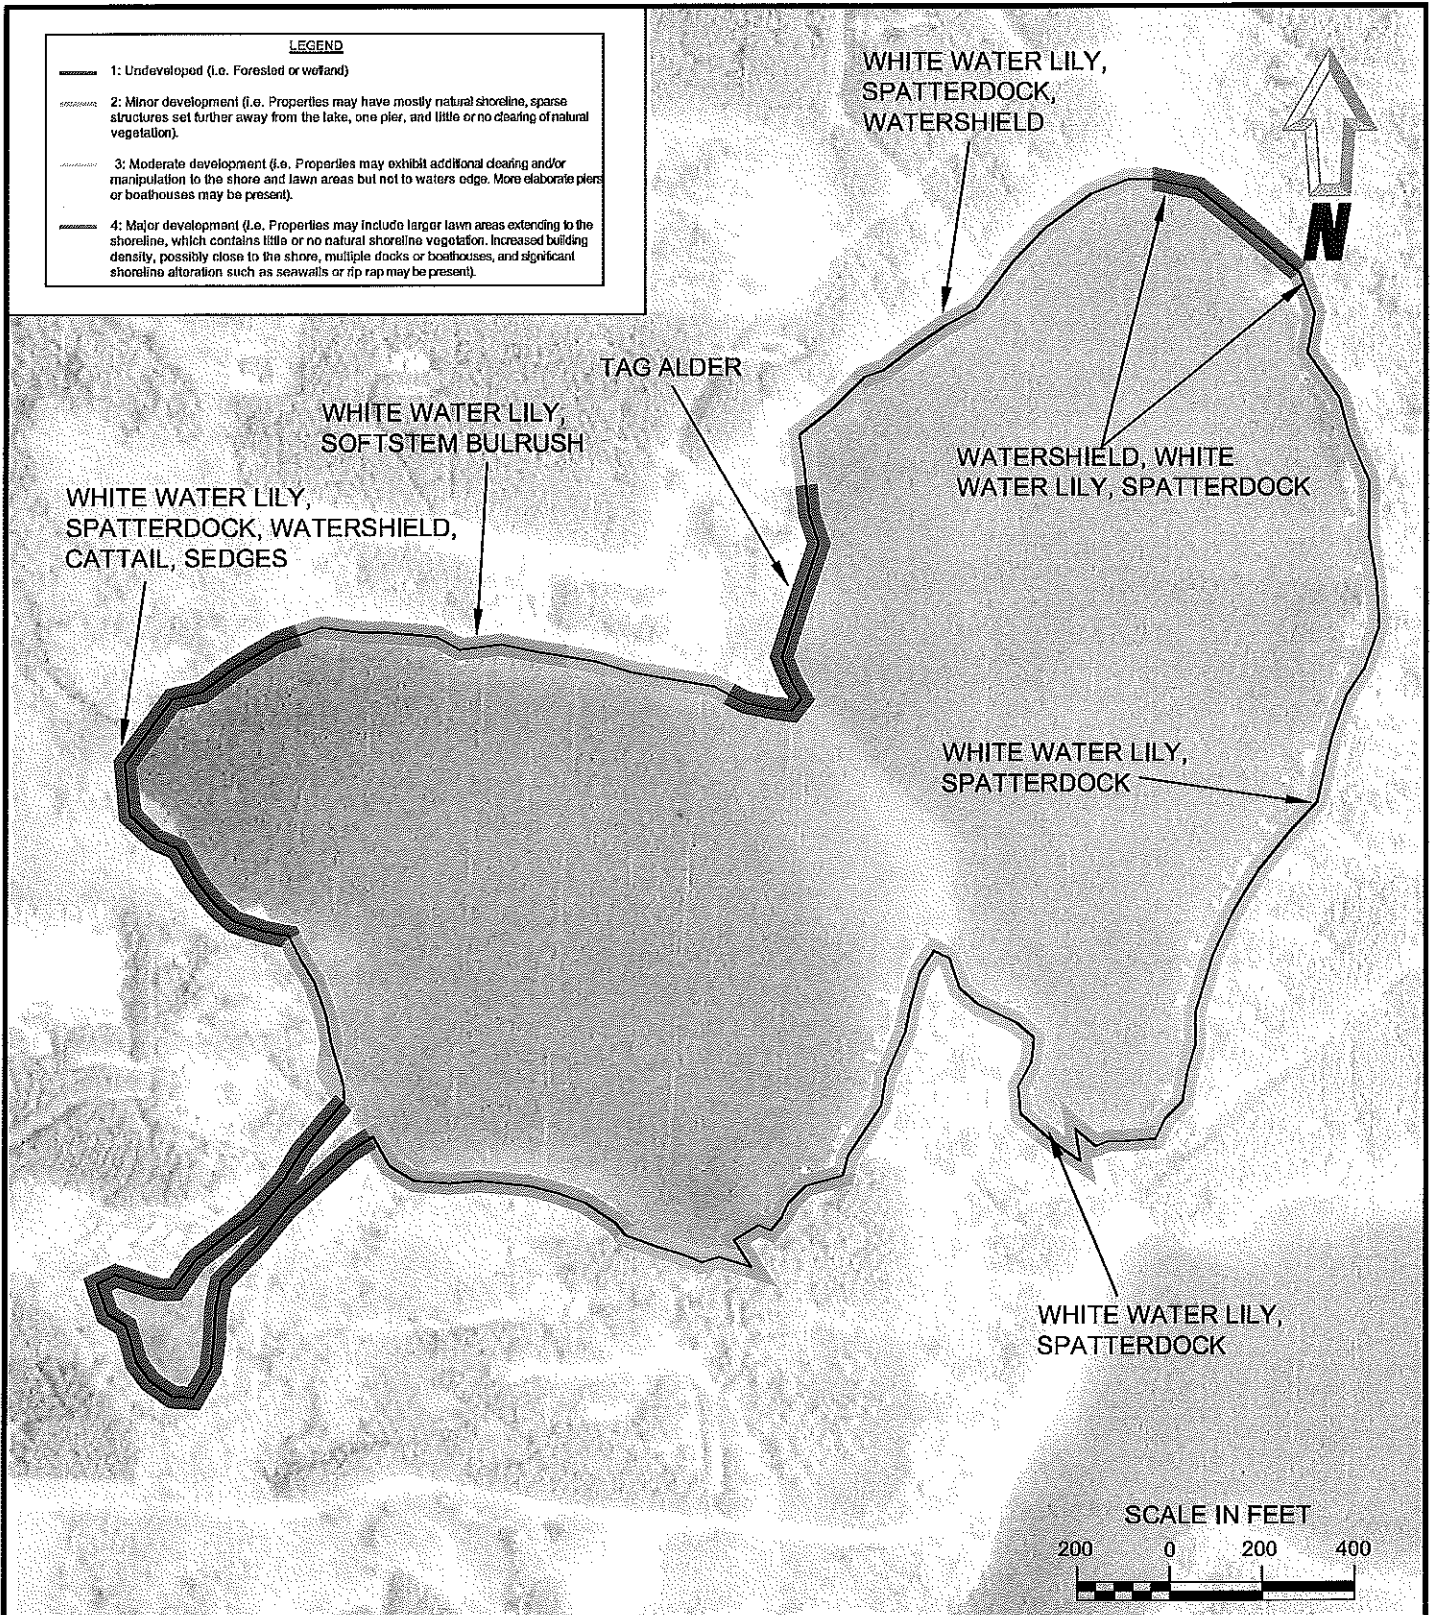 LEGEND
1: Undeveloped (i.e. Forested or wetland)
2: Minor development (i.e. Properties may have mostly natural shoreline, sparse
structures set further away from the lake, one pier, and little or no clearing of natural
vegetation).
3: Moderate development (i.e. Properties may exhibit additional clearing and/or
manipulation to the shore and lawn areas but not to waters edge. More elaborate piers
or boathouses may be present).
4: Major development (i.e. Properties may include larger lawn areas extending to the
shoreline, which contains little or no natural shoreline vegetation. Increased building
density, possibly close to the shore, multiple docks or boathouses, and significant
shoreline alteration such as seawalls or rip rap may be present).
WHITE WATER LILY,
SPATTERDOCK,
WATERSHIELD
N
TAG ALDER
WHITE WATER LILY,
SOFTSTEM BULRUSH
WATERSHIELD, WHITE
WATER LILY, SPATTERDOCK
WHITE WATER LILY,
SPATTERDOCK, WATERSHIELD,
CATTAIL, SEDGES
WHITE WATER LILY,
SPATTERDOCK
WHITE WATER LILY,
SPATTERDOCK
SCALE IN FEET
200 0 200 400